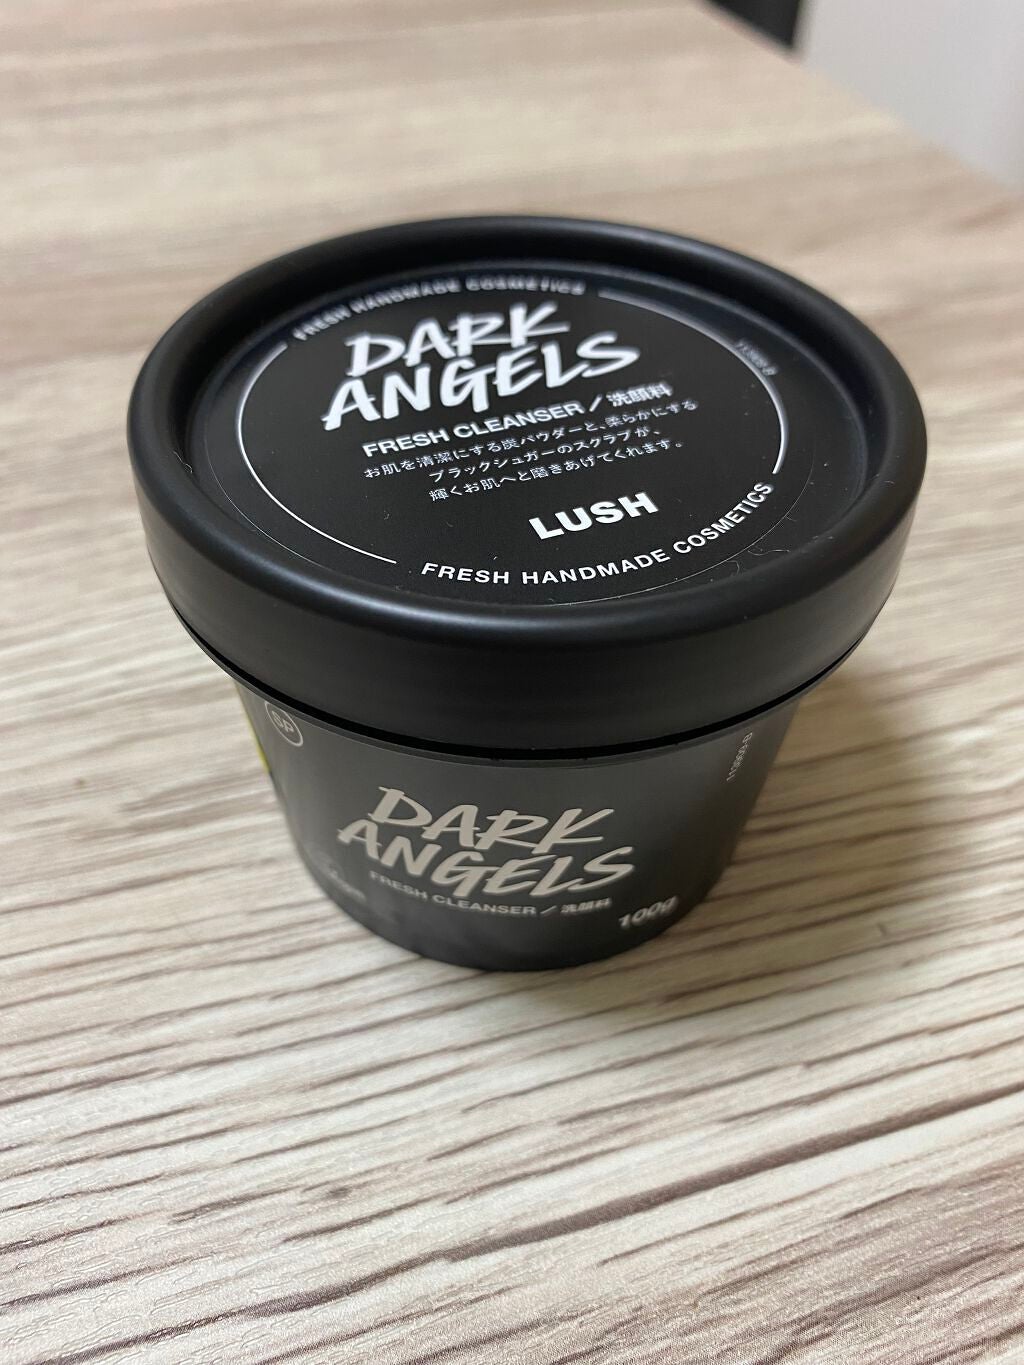 FRESH HANDMADE COSMETICS
DARK
ANGELS
FRESH CLEANSER / 洗顔料
お肌を清潔にする炭パウダーと、柔らかにする
ブラックシュガーのスクラブが、
輝くお肌へと磨きあげてくれます。
LUSH
FRESH HANDMADE COSMETICS
SP
DARK
ANGELS
FRESH CLEANSER / 洗顔料
100g